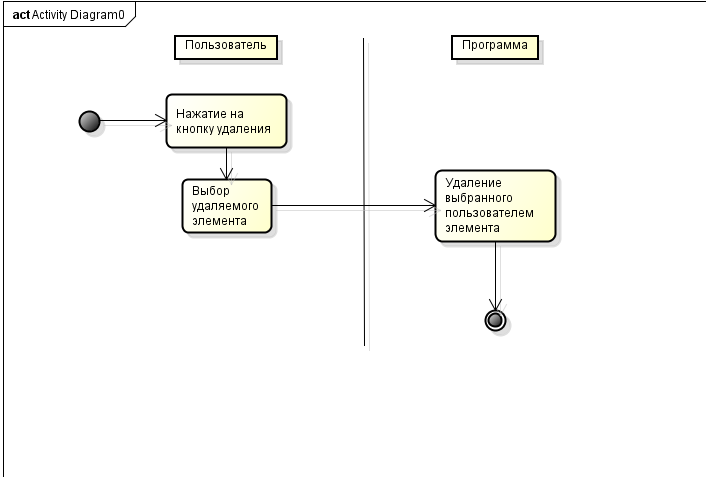 act Activity Diagram0
Пользователь
Программа
Нажатие на
кнопку удаления
Выбор
удаляемого
элемента
Удаление
выбранного
пользователем
элемента